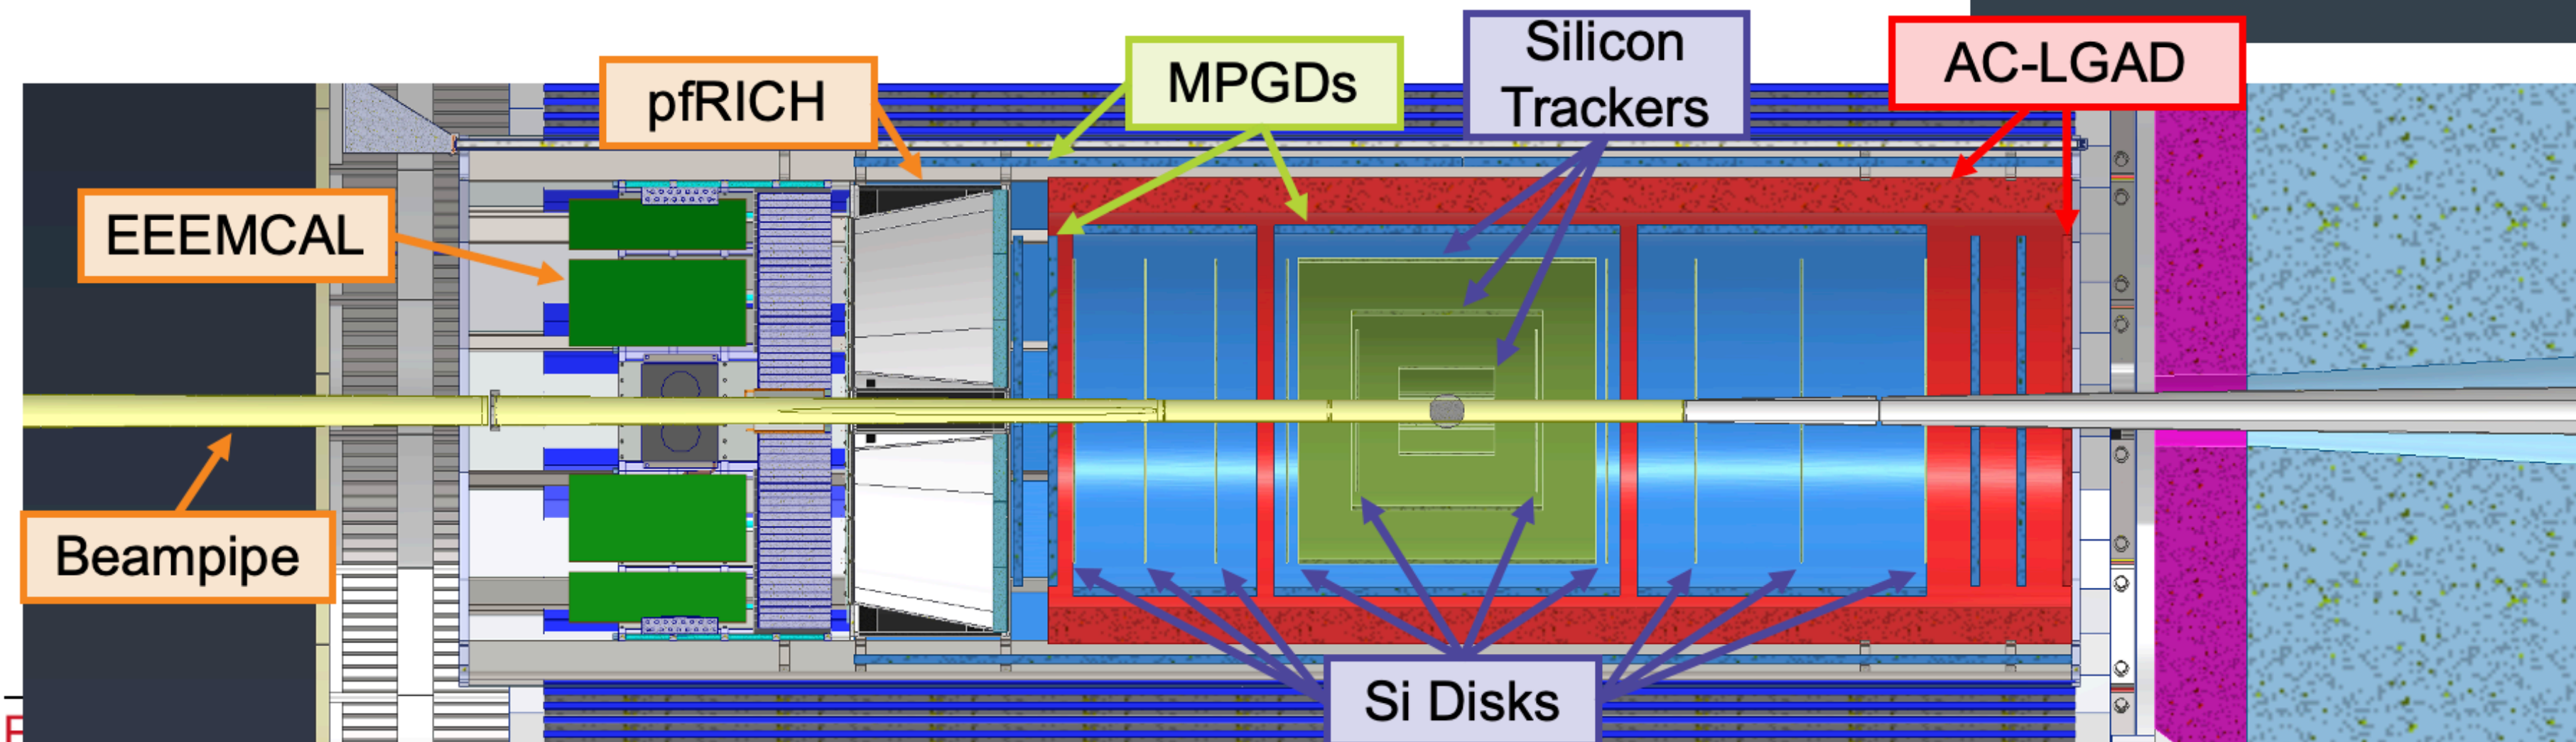 Silicon
Trackers
AC-LGAD
MPGDs
pfRICH
EEEMCAL
Beampipe
Si Disks